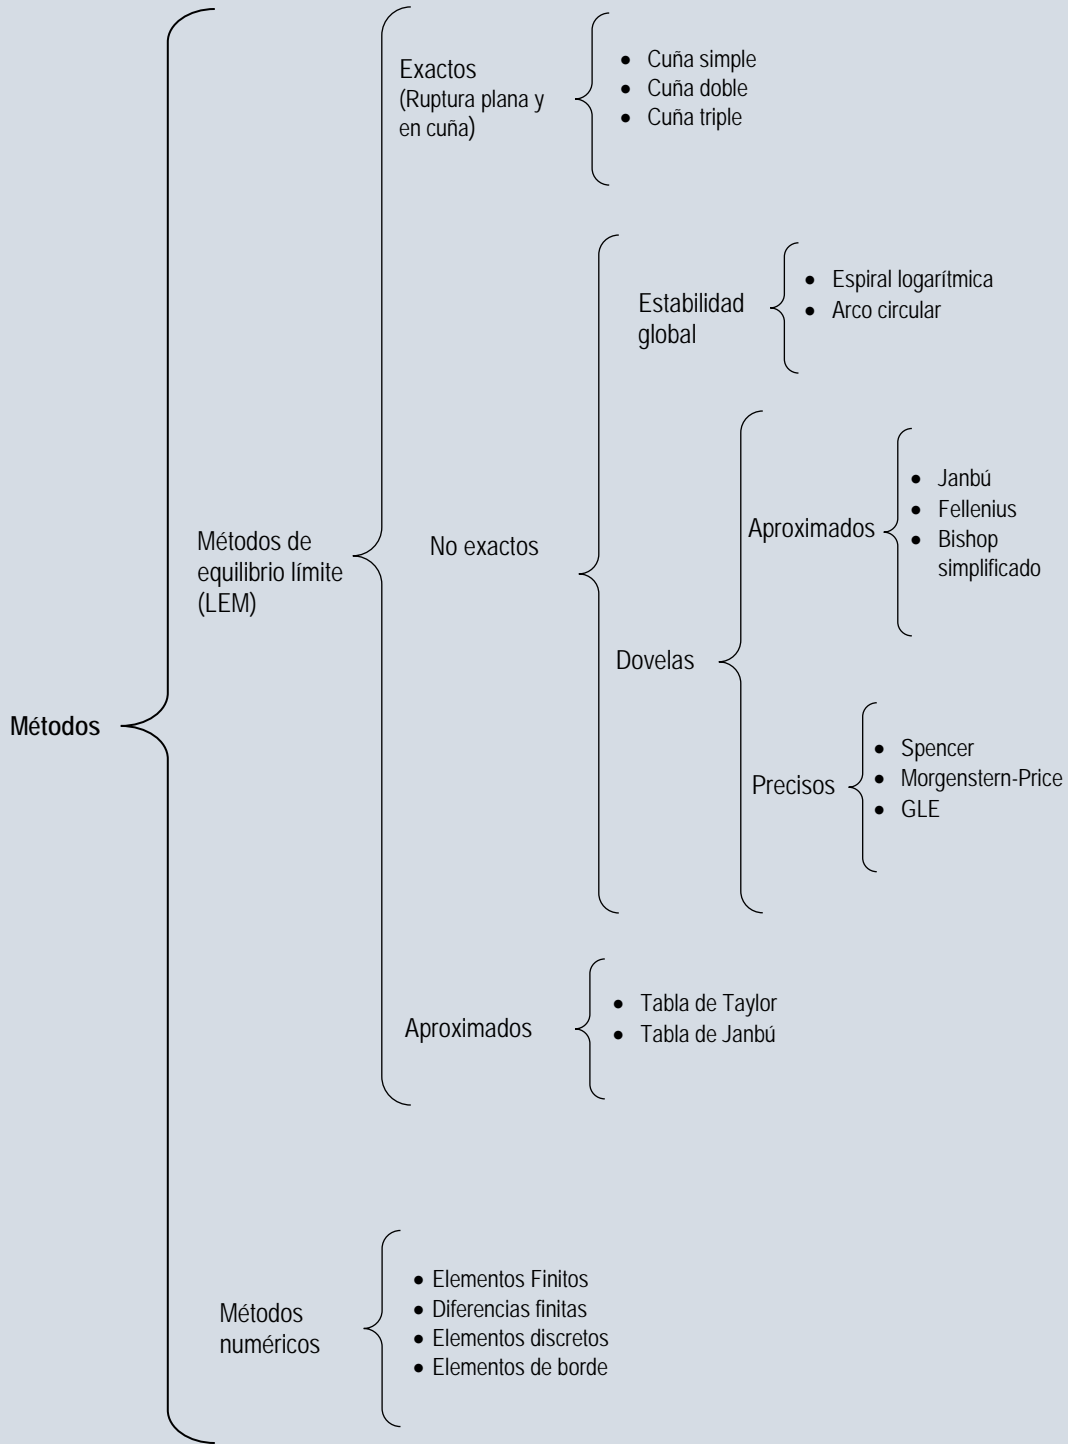 Métodos
Métodos de
equilibrio límite
(LEM)
Exactos
(Ruptura plana y
en cuña)
• Cuña simple
• Cuña doble
• Cuña triple
No exactos
Estabilidad
global
• Espiral logarítmica
• Arco circular
Dovelas
Aproximados
• Janbú
• Fellenius
• Bishop
simplificado
Precisos
• Spencer
• Morgenstern-Price
• GLE
Aproximados
• Tabla de Taylor
• Tabla de Janbú
Métodos
numéricos
• Elementos Finitos
• Diferencias finitas
• Elementos discretos
• Elementos de borde